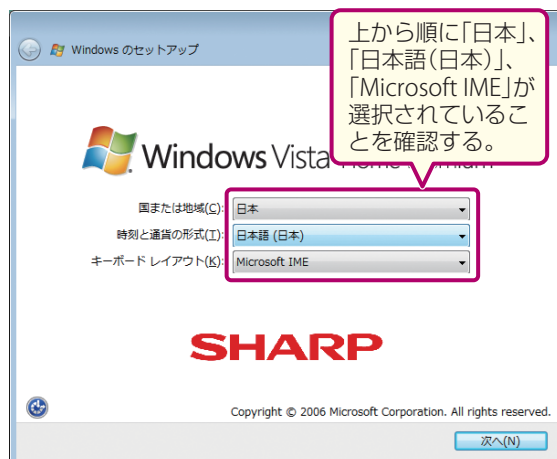 Windows のセットアップ
上から順に「日本」、
「日本語（日本）」、
「Microsoft IME」が
選択されているこ
とを確認する。
Windows Vista
国または地域(C): 日本
時刻と通貨の形式(T): 日本語 (日本)
キーボード レイアウト(K): Microsoft IME
SHARP
Copyright © 2006 Microsoft Corporation. All rights reserved.
次へ(N)